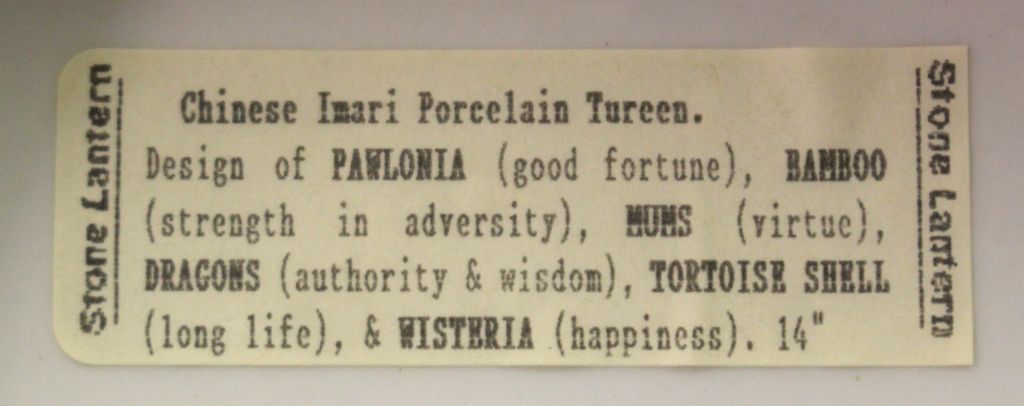 Stone Lantern
Chinese Imari Porcelain Tureen.
Design of PAWLONIA (good fortune), BAMBOO
(strength in adversity), MUMS (virtue),
DRAGONS (authority & wisdom), TORTOISE SHELL
(long life), & WISTERIA (happiness). 14"
Stone Lantern